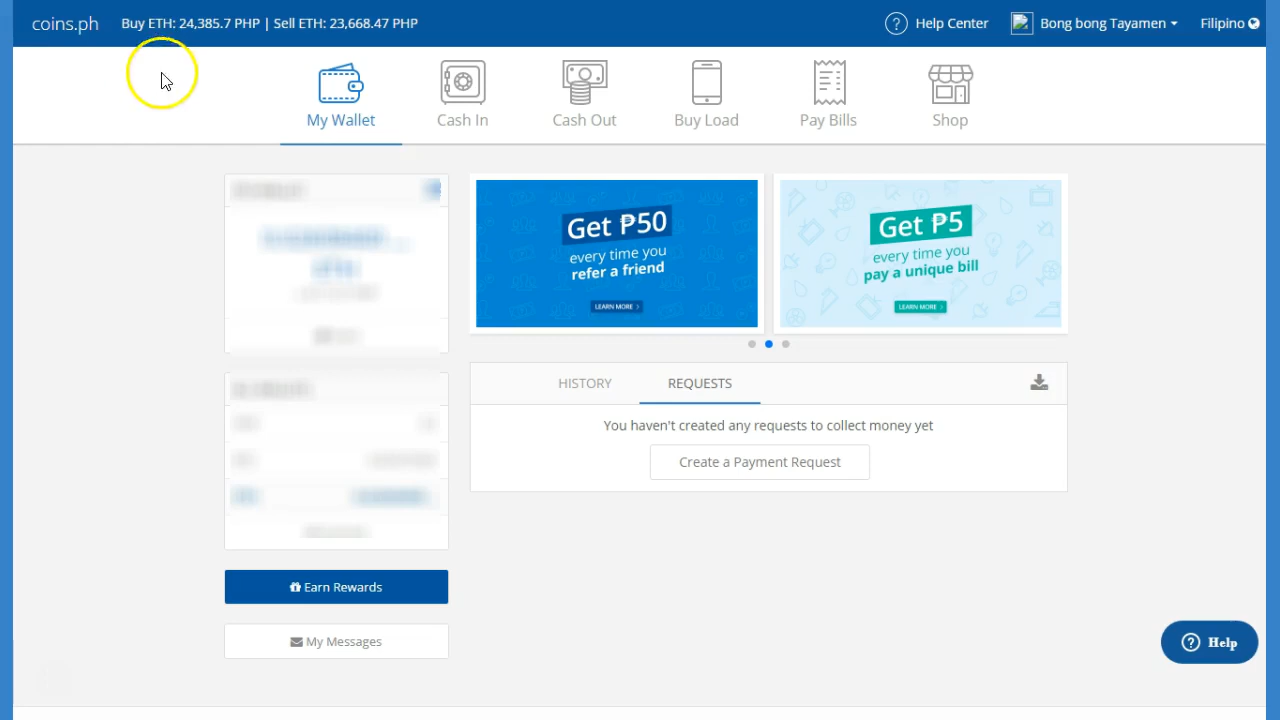 coins.ph
Buy ETH: 24,385.7 PHP | Sell ETH: 23,668.47 PHP
Help Center
Bong bong Tayamen
Filipino
My Wallet
Cash In
Cash Out
Buy Load
Pay Bills
Shop
Get ₱50
every time you
refer a friend
LEARN MORE >
Get ₱5
every time you
pay a unique bill
LEARN MORE >
HISTORY
REQUESTS
You haven't created any requests to collect money yet
Create a Payment Request
Earn Rewards
My Messages
Help